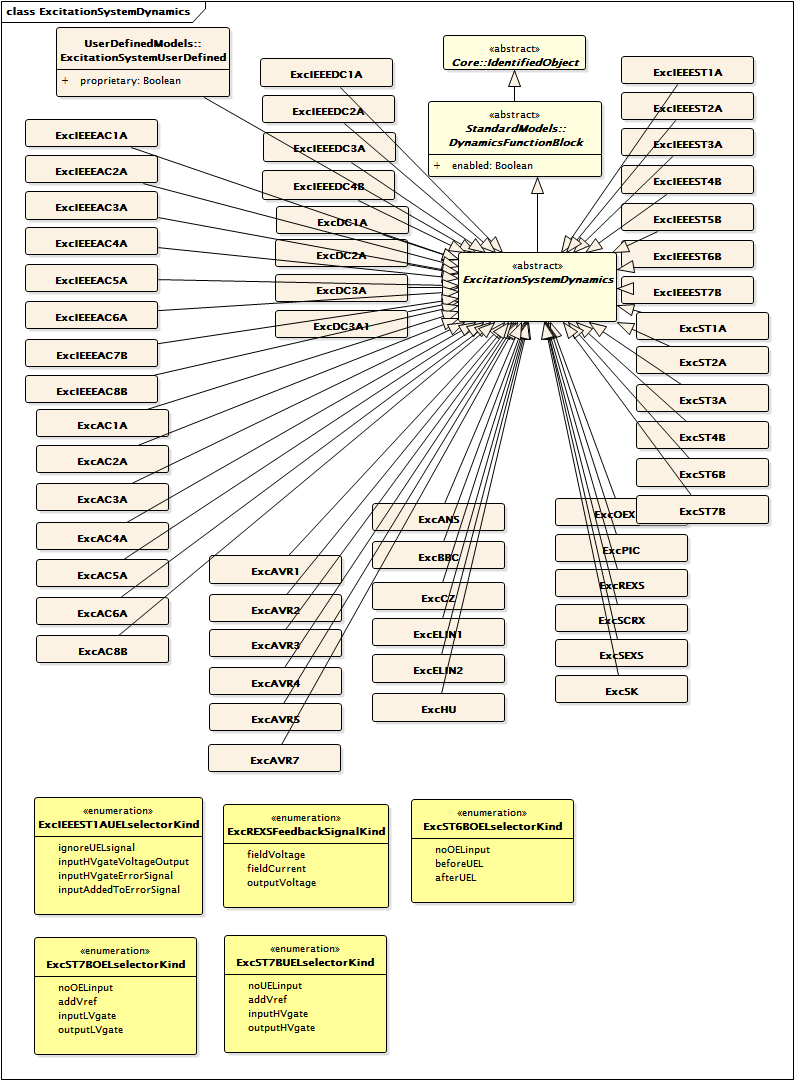 class ExcitationSystemDynamics
UserDefinedModels::
ExcitationSystemUserDefined
+ proprietary: Boolean
ExcIEEEDC1A
ExcIEEEDC2A
ExcIEEEDC3A
ExcIEEEDC4B
ExcDC1A
ExcDC2A
ExcDC3A
ExcDC3A1
«abstract»
Core::IdentifiedObject
«abstract»
StandardModels::
DynamicsFunctionBlock
+ enabled: Boolean
«abstract»
ExcitationSystemDynamics
ExcIEEEST1A
ExcIEEEST2A
ExcIEEEST3A
ExcIEEEST4B
ExcIEEEST5B
ExcIEEEST6B
ExcIEEEST7B
ExcST1A
ExcST2A
ExcST3A
ExcST4B
ExcST6B
ExcST7B
ExcIEEEAC1A
ExcIEEEAC2A
ExcIEEEAC3A
ExcIEEEAC4A
ExcIEEEAC5A
ExcIEEEAC6A
ExcIEEEAC7B
ExcIEEEAC8B
ExcAC1A
ExcAC2A
ExcAC3A
ExcAC4A
ExcAC5A
ExcAC6A
ExcAC8B
ExcAVR1
ExcAVR2
ExcAVR3
ExcAVR4
ExcAVR5
ExcAVR7
ExcANS
ExcBBC
ExcCZ
ExcELIN1
ExcELIN2
ExcHU
ExcOEX
ExcPIC
ExcREXS
ExcSCRX
ExcSEXS
ExcSK
«enumeration»
ExcIEEEST1AUELselectorKind
ignoreUELsignal
inputHVgateVoltageOutput
inputHVgateErrorSignal
inputAddedToErrorSignal
«enumeration»
ExcREXSFeedbackSignalKind
fieldVoltage
fieldCurrent
outputVoltage
«enumeration»
ExcST6BOELselectorKind
noOELinput
beforeUEL
afterUEL
«enumeration»
ExcST7BOELselectorKind
noOELinput
addVref
inputLVgate
outputLVgate
«enumeration»
ExcST7BUELselectorKind
noUELinput
addVref
inputHVgate
outputHVgate